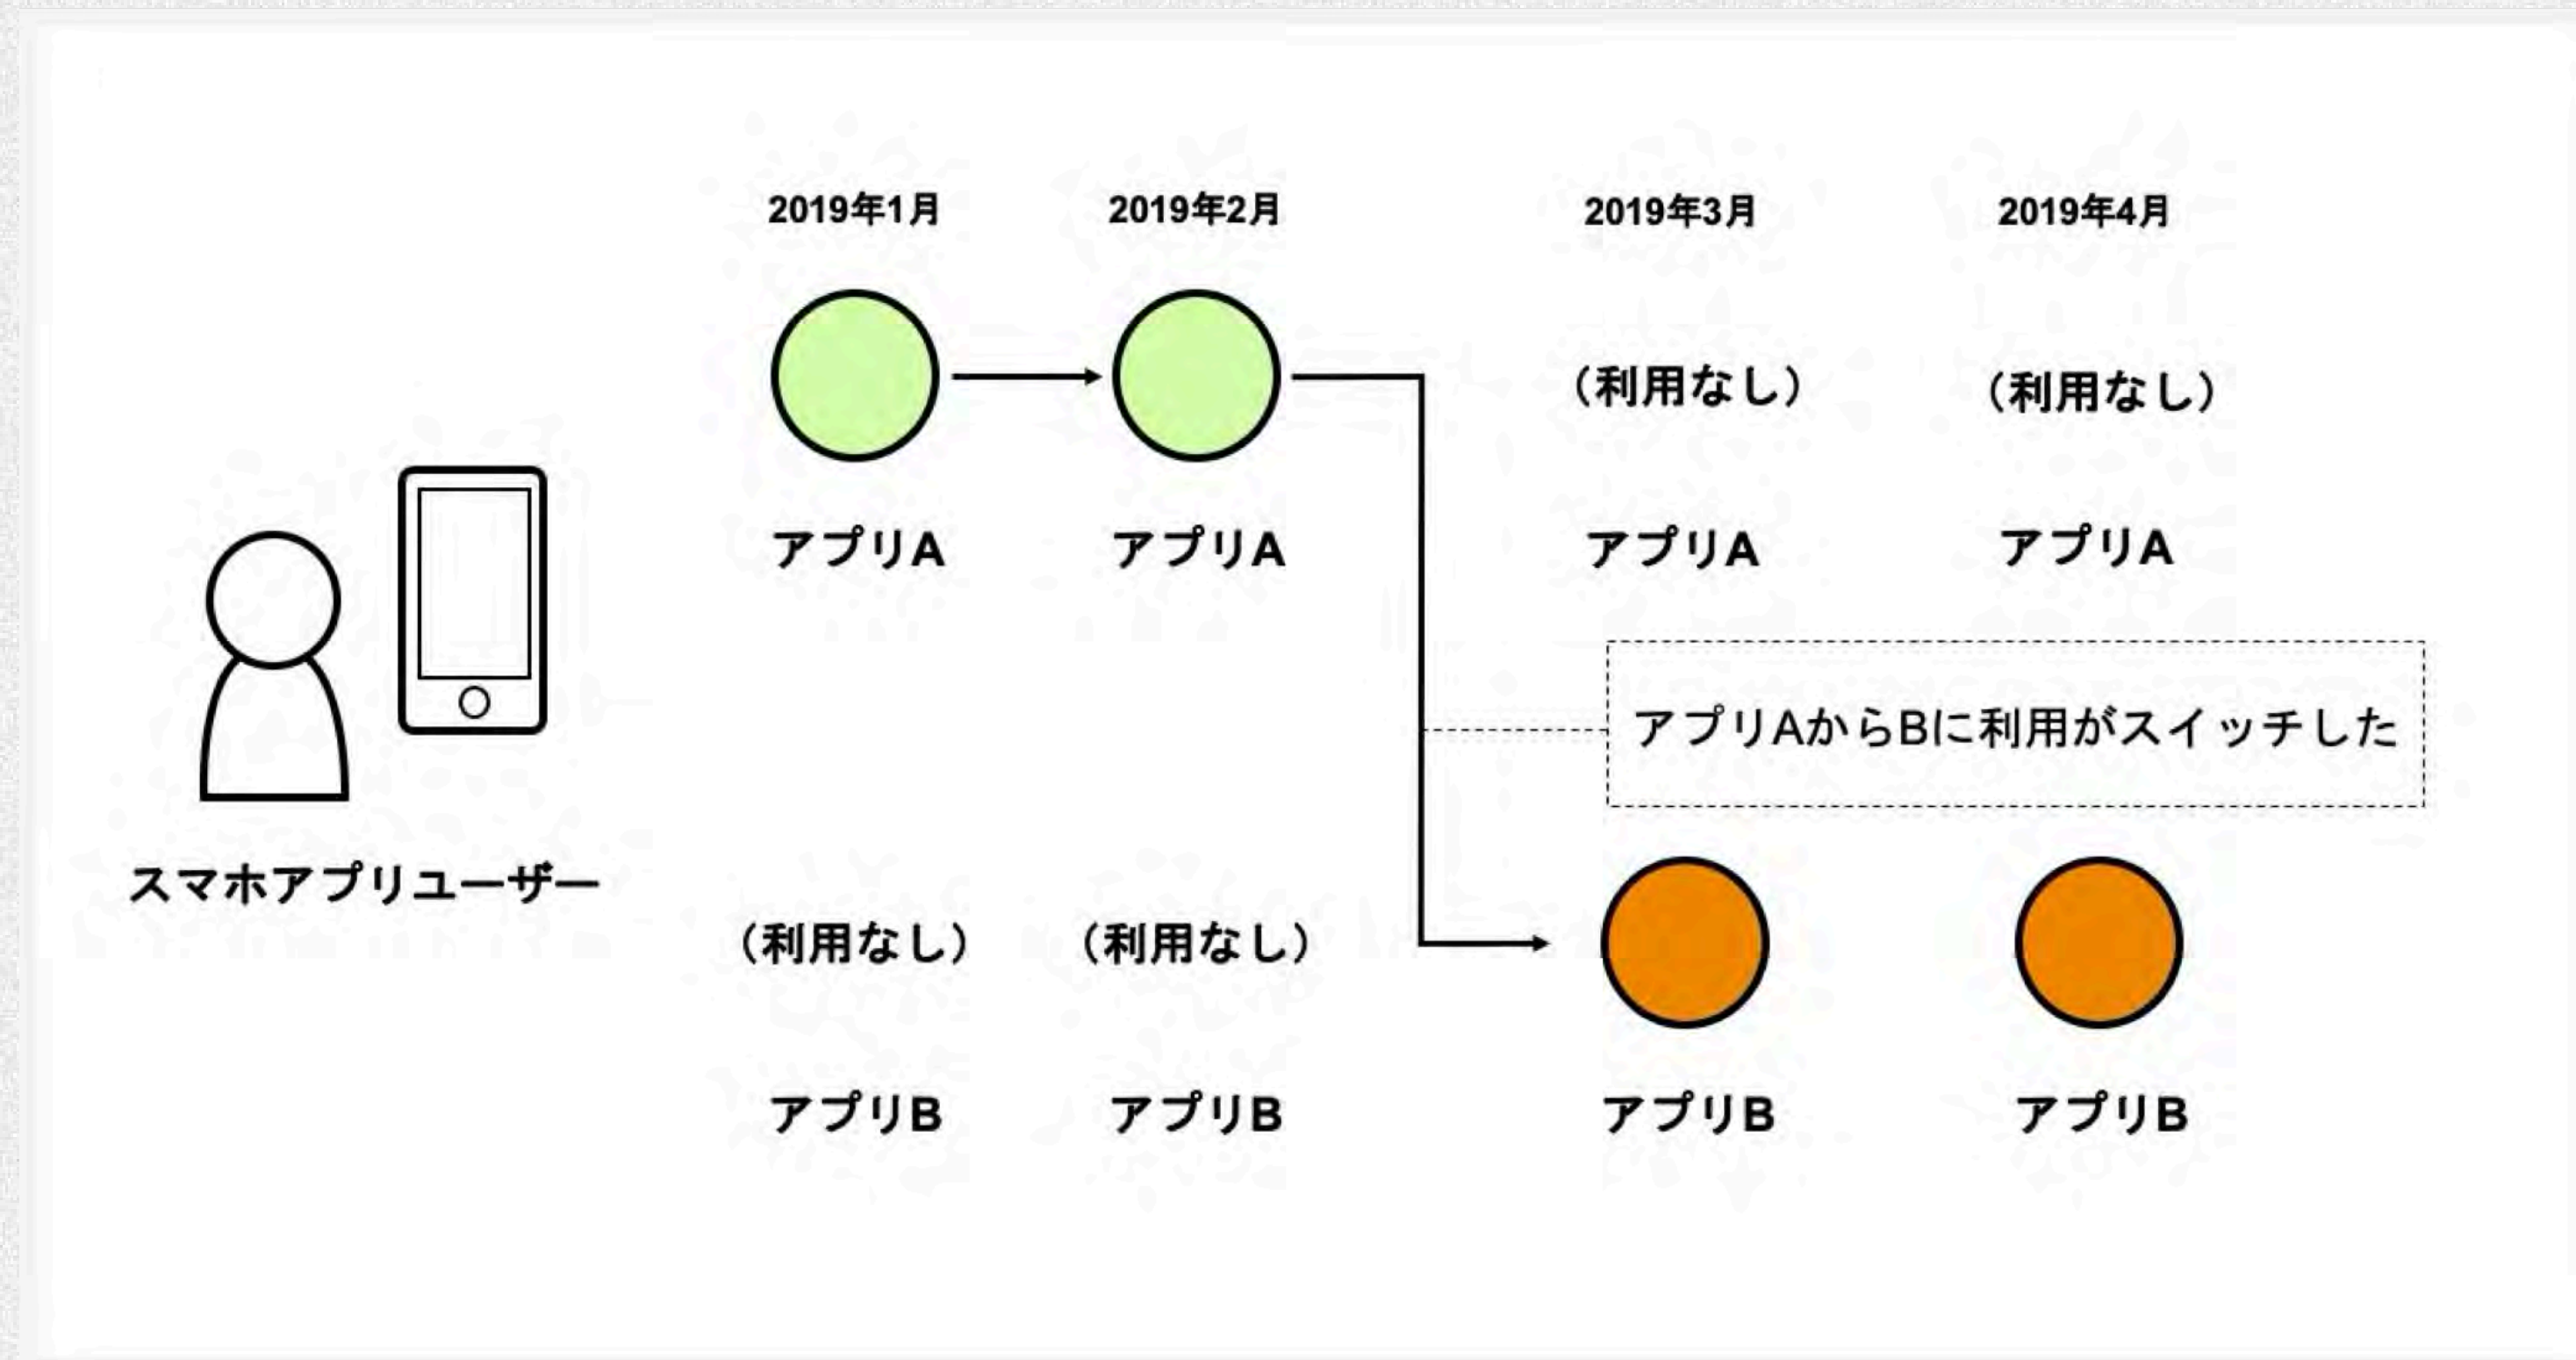 2019年1月
2019年2月
2019年3月
2019年4月
（利用なし）
（利用なし）
アプリA
アプリA
アプリA
アプリA
アプリAからBに利用がスイッチした
スマホアプリユーザー
（利用なし）
（利用なし）
アプリB
アプリB
アプリB
アプリB